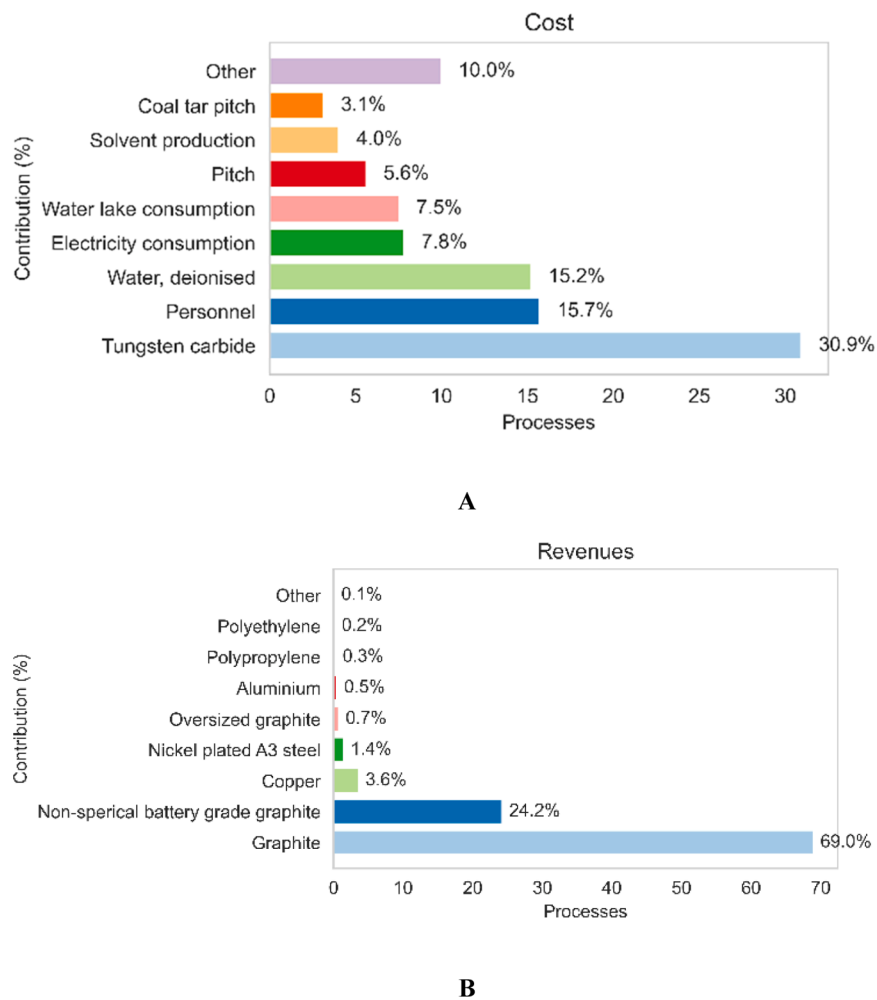 Cost
Other 10.0%
Coal tar pitch 3.1%
Solvent production 4.0%
Pitch 5.6%
Water lake consumption 7.5%
Electricity consumption 7.8%
Water, deionised 15.2%
Personnel 15.7%
Tungsten carbide 30.9%
Contribution (%)
0 5 10 15 20 25 30
Processes
A
Revenues
Other 0.1%
Polyethylene 0.2%
Polypropylene 0.3%
Aluminium 0.5%
Oversized graphite 0.7%
Nickel plated A3 steel 1.4%
Copper 3.6%
Non-sperical battery grade graphite 24.2%
Graphite 69.0%
Contribution (%)
0 10 20 30 40 50 60 70
Processes
B